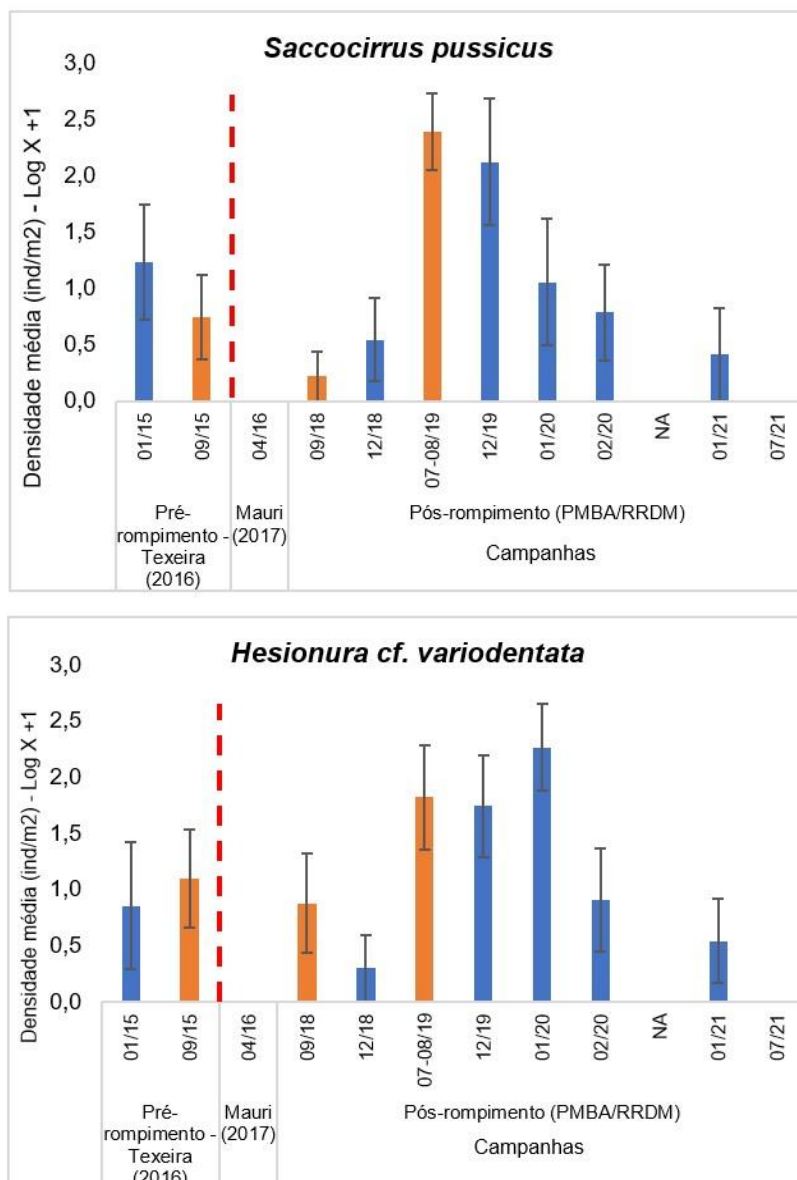 Saccocirrus pussicus
Densidade média (ind/m2) - Log X +1
3,0
2,5
2,0
1,5
1,0
0,5
0,0
01/15
09/15
04/16
09/18
12/18
07-08/19
12/19
01/20
02/20
NA
01/21
07/21
Pré-
rompimento -
Texeira
(2016)
Mauri
(2017)
Pós-rompimento (PMBA/RRDM)
Campanhas
Hesionura cf. variodentata
Densidade média (ind/m2) - Log X +1
3,0
2,5
2,0
1,5
1,0
0,5
0,0
01/15
09/15
04/16
09/18
12/18
07-08/19
12/19
01/20
02/20
NA
01/21
07/21
Pré-
rompimento -
Texeira
(2016)
Mauri
(2017)
Pós-rompimento (PMBA/RRDM)
Campanhas